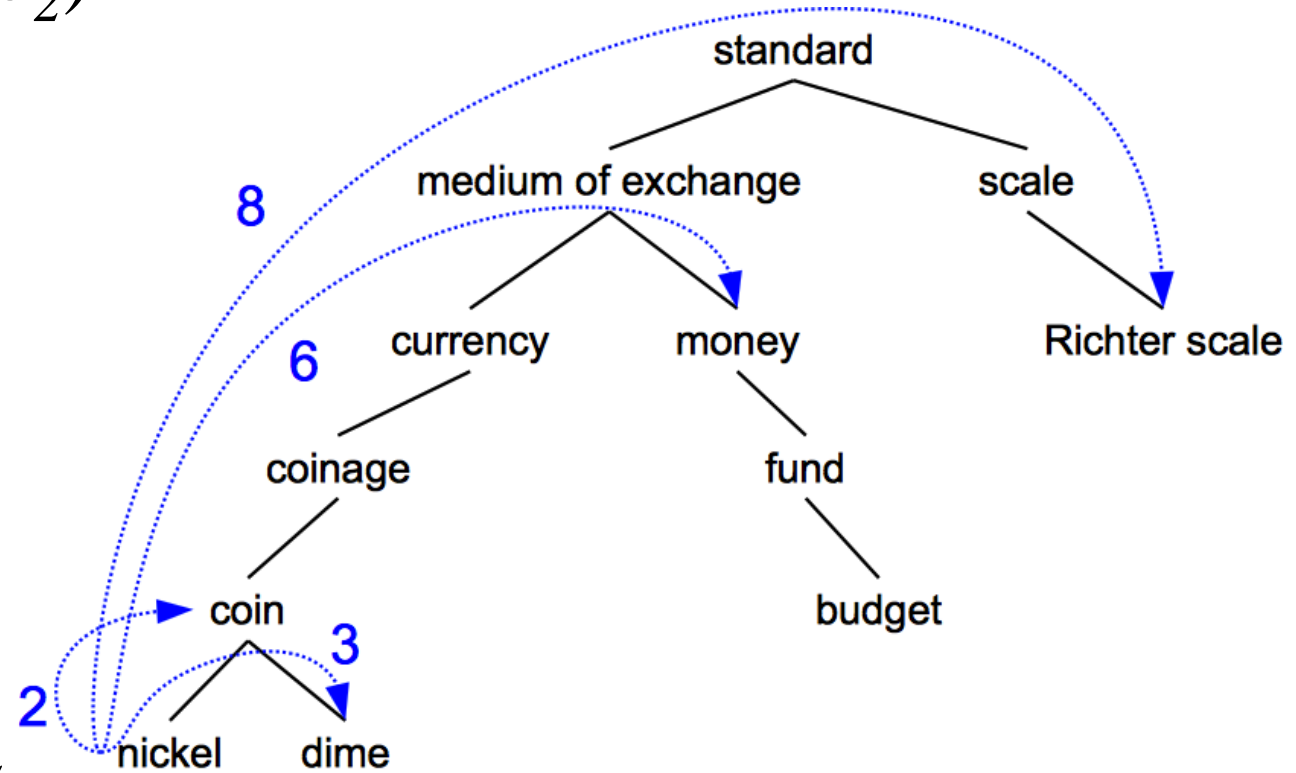 2)
standard
8
medium of exchange scale
6
currency money Richter scale
coinage fund
coin budget
3
2
nickel dime